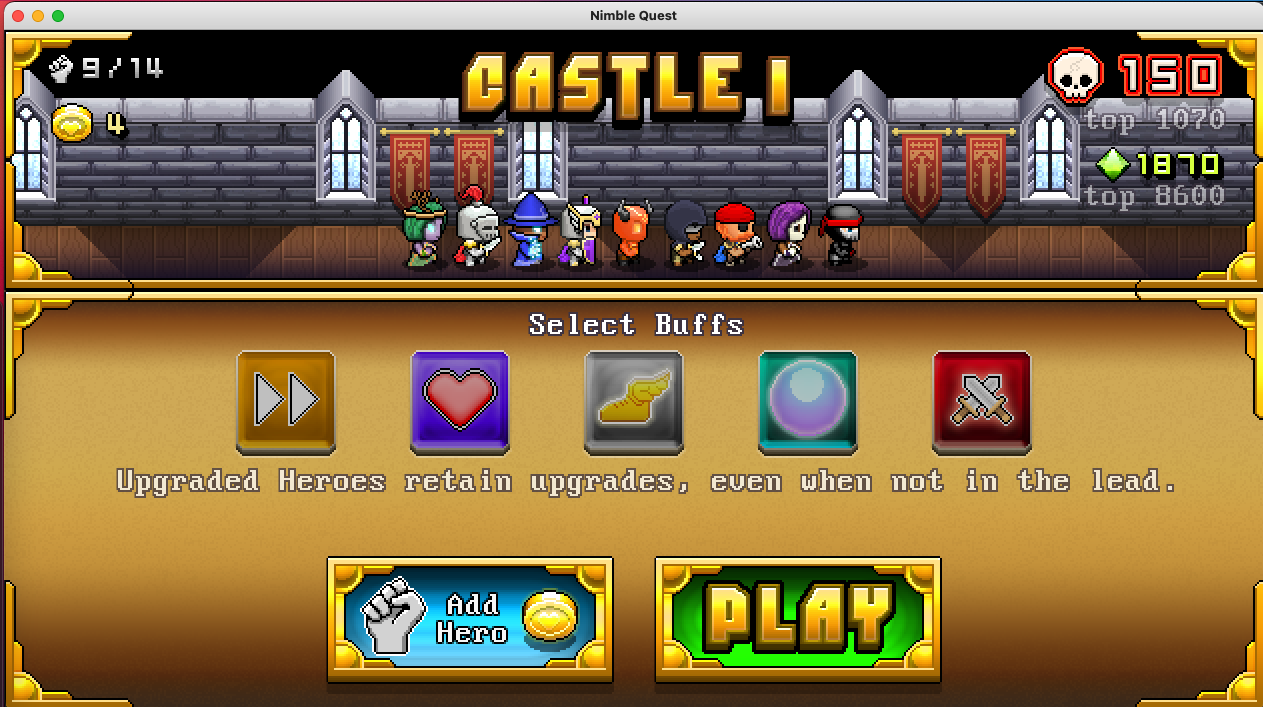 Nimble Quest
9/14
CASTLE 1
150
top 1070
4
1870
top 8600
Select Buffs
Upgraded Heroes retain upgrades, even when not in the lead.
Add
Hero
PLAY